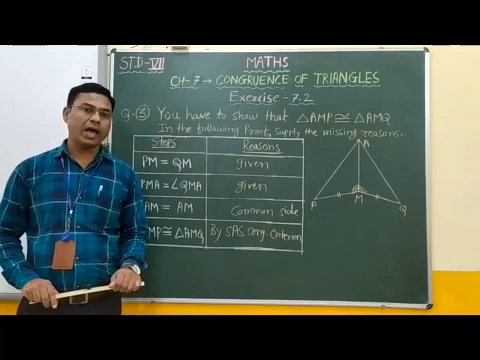 STD-VII
MATHS
CH-7 → CONGRUENCE OF TRIANGLES
Exercise - 7.2
Q.③ You have to show that △AMP ≅ △AMQ
In the following Proof, supply the missing reasons.
Steps Reasons
PM = QM given
PMA = ∠QMA given
AM = AM Common side
MP ≅ △AMQ By SAS cong. criterion
A
P M Q